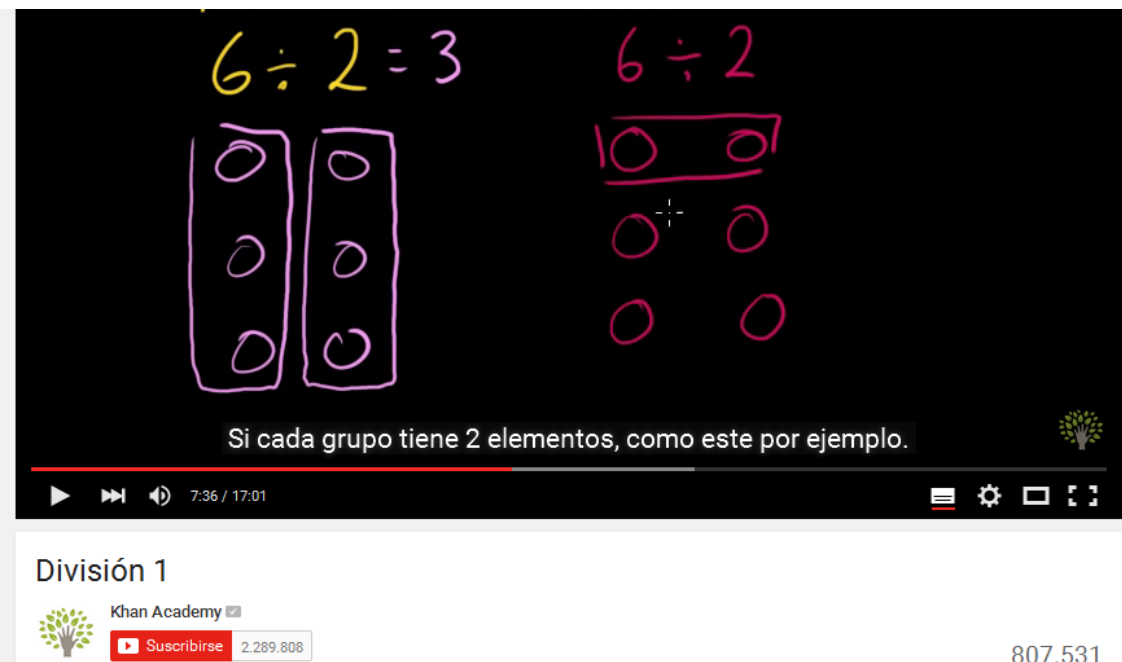 6 ÷ 2 = 3
6 ÷ 2
Si cada grupo tiene 2 elementos, como este por ejemplo.
7:36 / 17:01
División 1
Khan Academy
Suscribirse 2.289.808
807.531